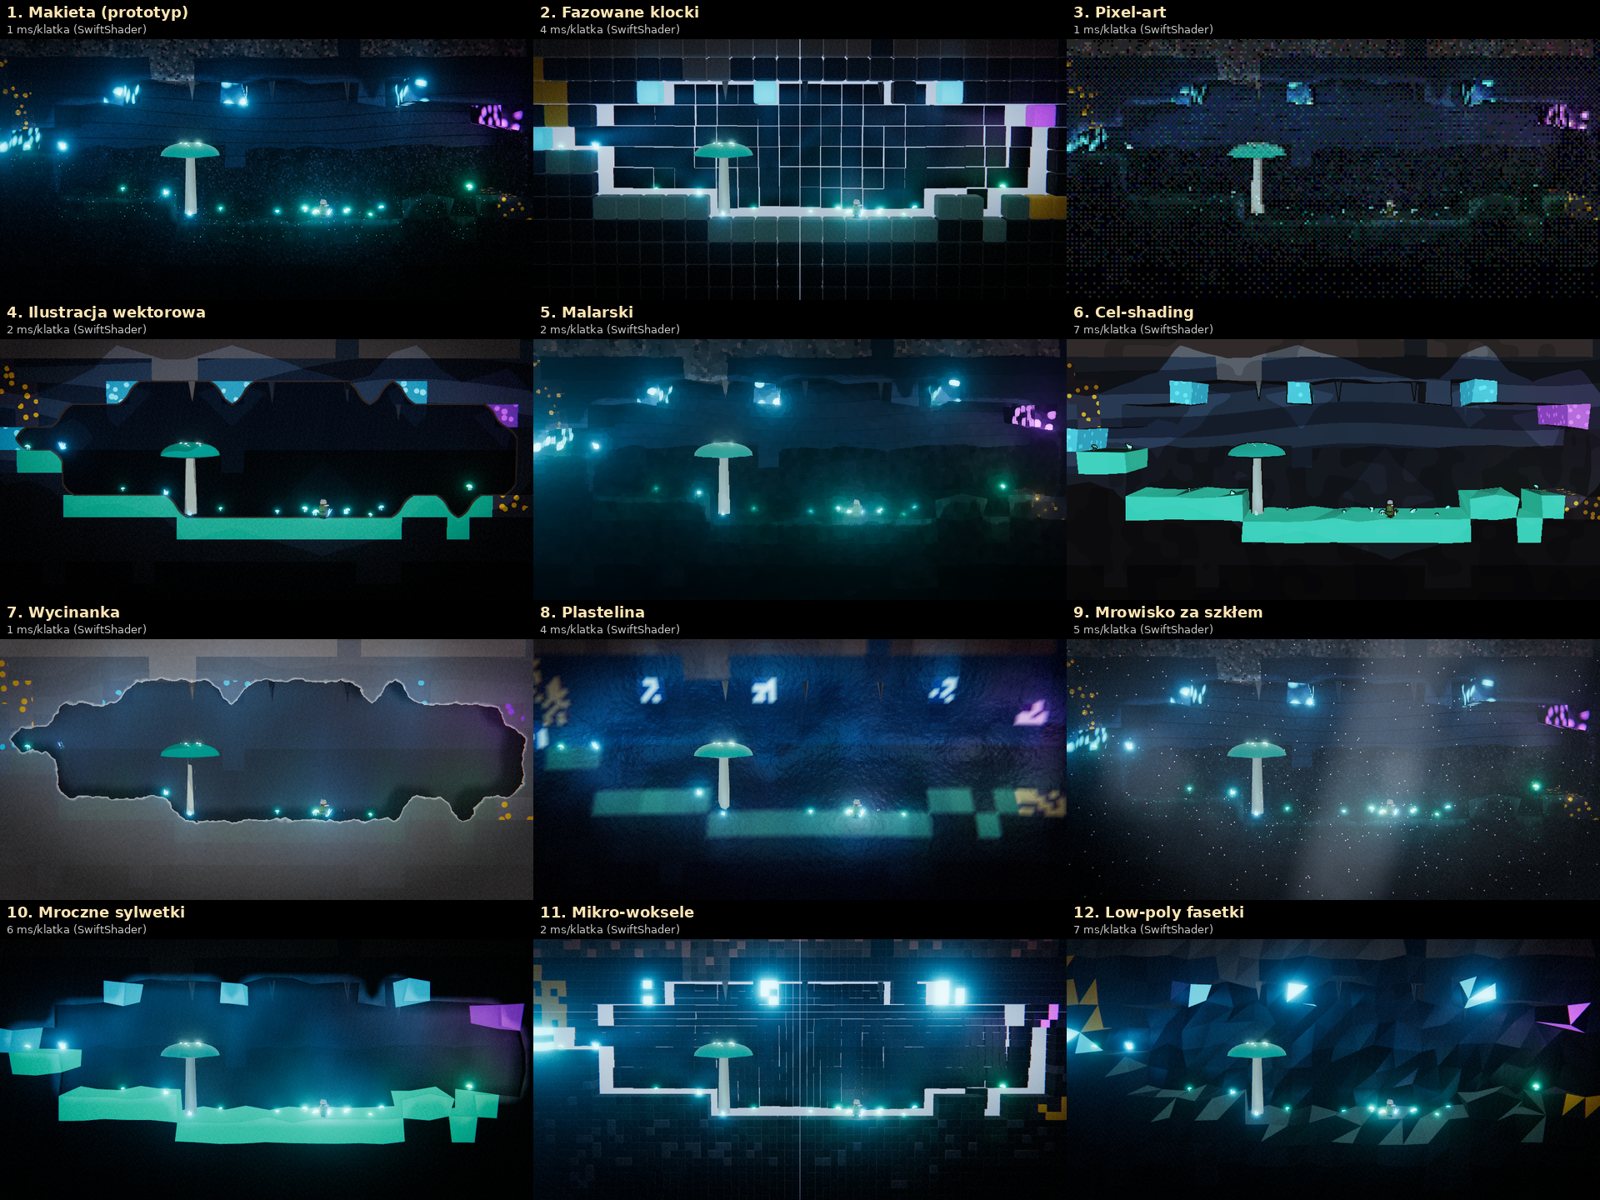 1. Makieta (prototyp)
1 ms/klatka (SwiftShader)
2. Fazowane klocki
4 ms/klatka (SwiftShader)
3. Pixel-art
1 ms/klatka (SwiftShader)
4. Ilustracja wektorowa
2 ms/klatka (SwiftShader)
5. Malarski
2 ms/klatka (SwiftShader)
6. Cel-shading
7 ms/klatka (SwiftShader)
7. Wycinanka
1 ms/klatka (SwiftShader)
8. Plastelina
4 ms/klatka (SwiftShader)
9. Mrowisko za szkłem
5 ms/klatka (SwiftShader)
10. Mroczne sylwetki
6 ms/klatka (SwiftShader)
11. Mikro-woksele
2 ms/klatka (SwiftShader)
12. Low-poly fasetki
7 ms/klatka (SwiftShader)